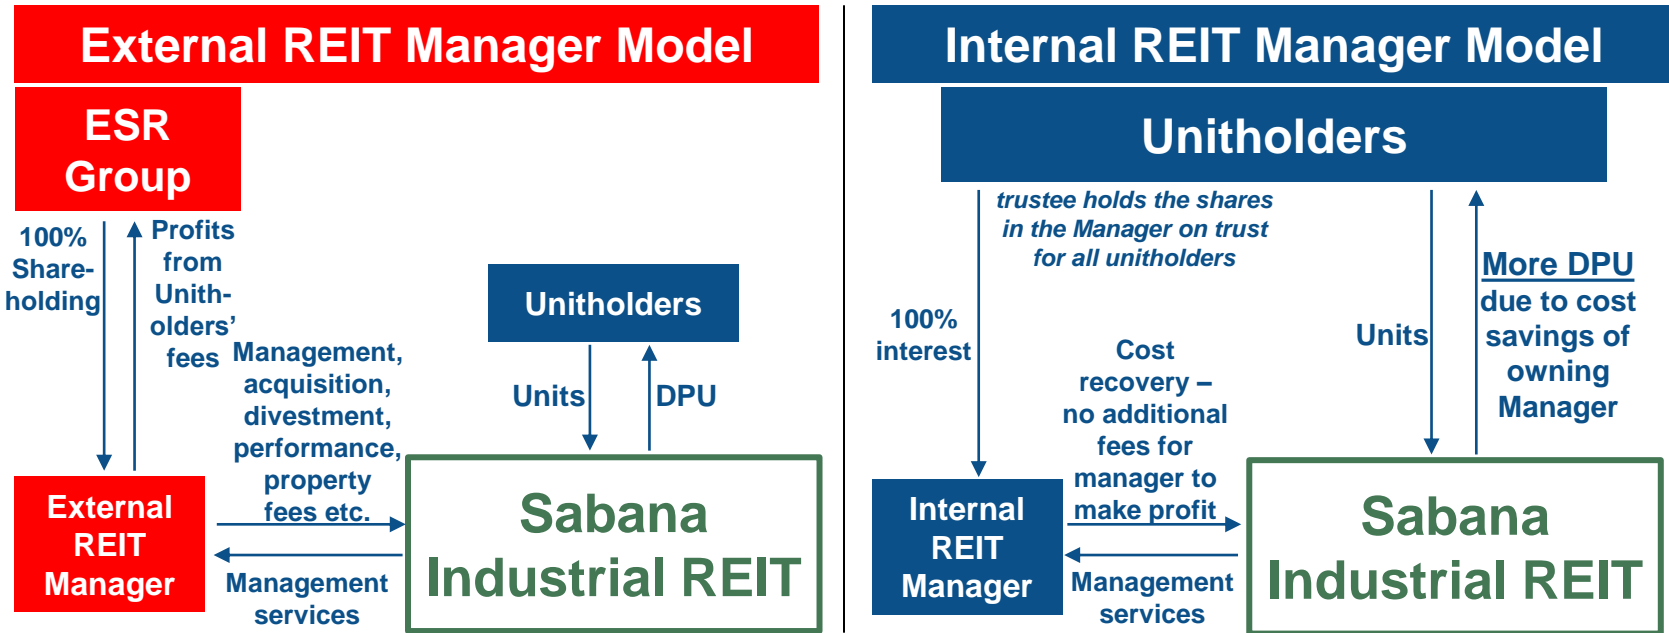 External REIT Manager Model
ESR
Group
100%
Share-
holding
Profits
from
Unith-
olders’
fees
Management,
acquisition,
divestment,
performance,
property
fees etc.
Unitholders
Units
DPU
External
REIT
Manager
Management
services
Sabana
Industrial REIT
Internal REIT Manager Model
Unitholders
trustee holds the shares
in the Manager on trust
for all unitholders
100%
interest
Cost
recovery –
no additional
fees for
manager to
make profit
Units
More DPU
due to cost
savings of
owning
Manager
Internal
REIT
Manager
Management
services
Sabana
Industrial REIT